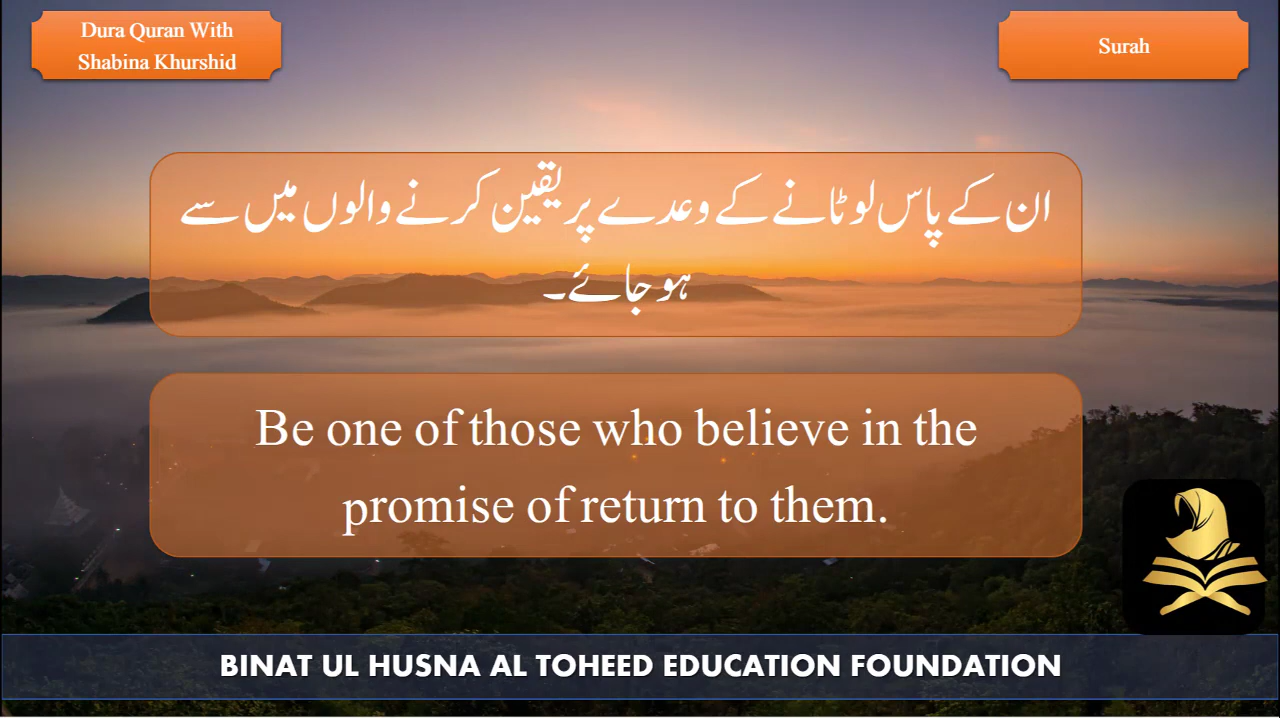 Dura Quran With
Shabina Khurshid
Surah
ان کے پاس لوٹانے کے وعدے پر یقین کرنے والوں میں سے
ہو جائے۔
Be one of those who believe in the
promise of return to them.
BINAT UL HUSNA AL TOHEED EDUCATION FOUNDATION